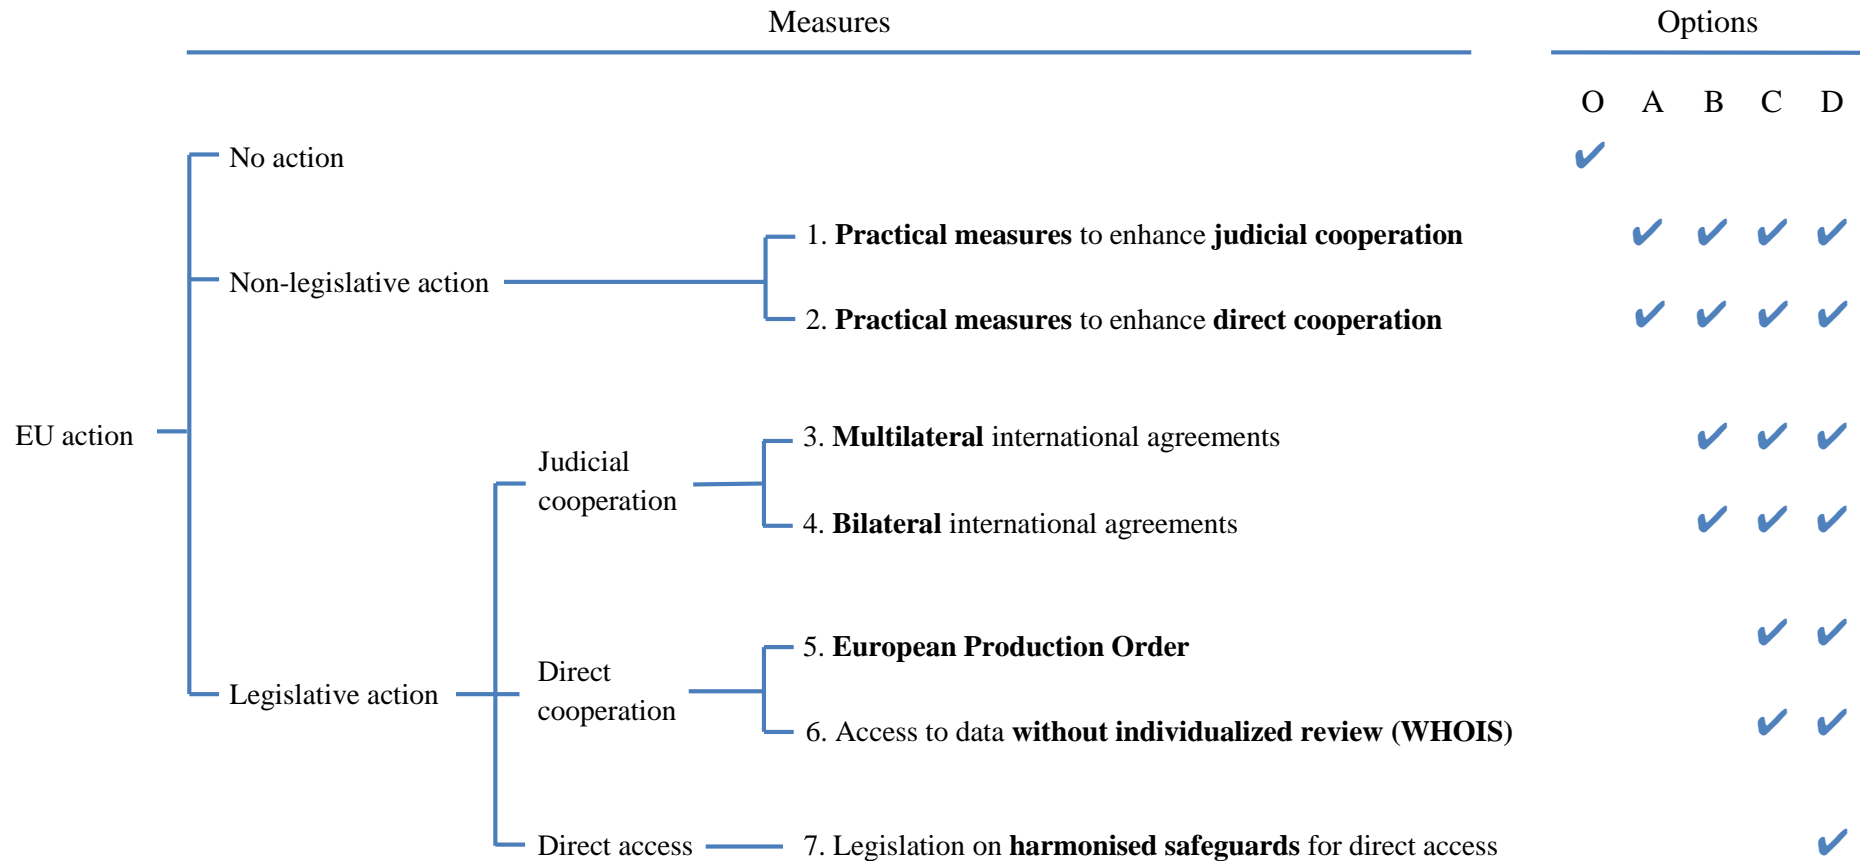 Measures Options
O A B C D
No action ✔
1. Practical measures to enhance judicial cooperation ✔ ✔ ✔ ✔
Non-legislative action
2. Practical measures to enhance direct cooperation ✔ ✔ ✔ ✔
EU action
3. Multilateral international agreements ✔ ✔ ✔
Judicial
cooperation
4. Bilateral international agreements ✔ ✔ ✔
5. European Production Order ✔ ✔
Direct
Legislative action
cooperation
6. Access to data without individualized review (WHOIS) ✔ ✔
Direct access 7. Legislation on harmonised safeguards for direct access ✔